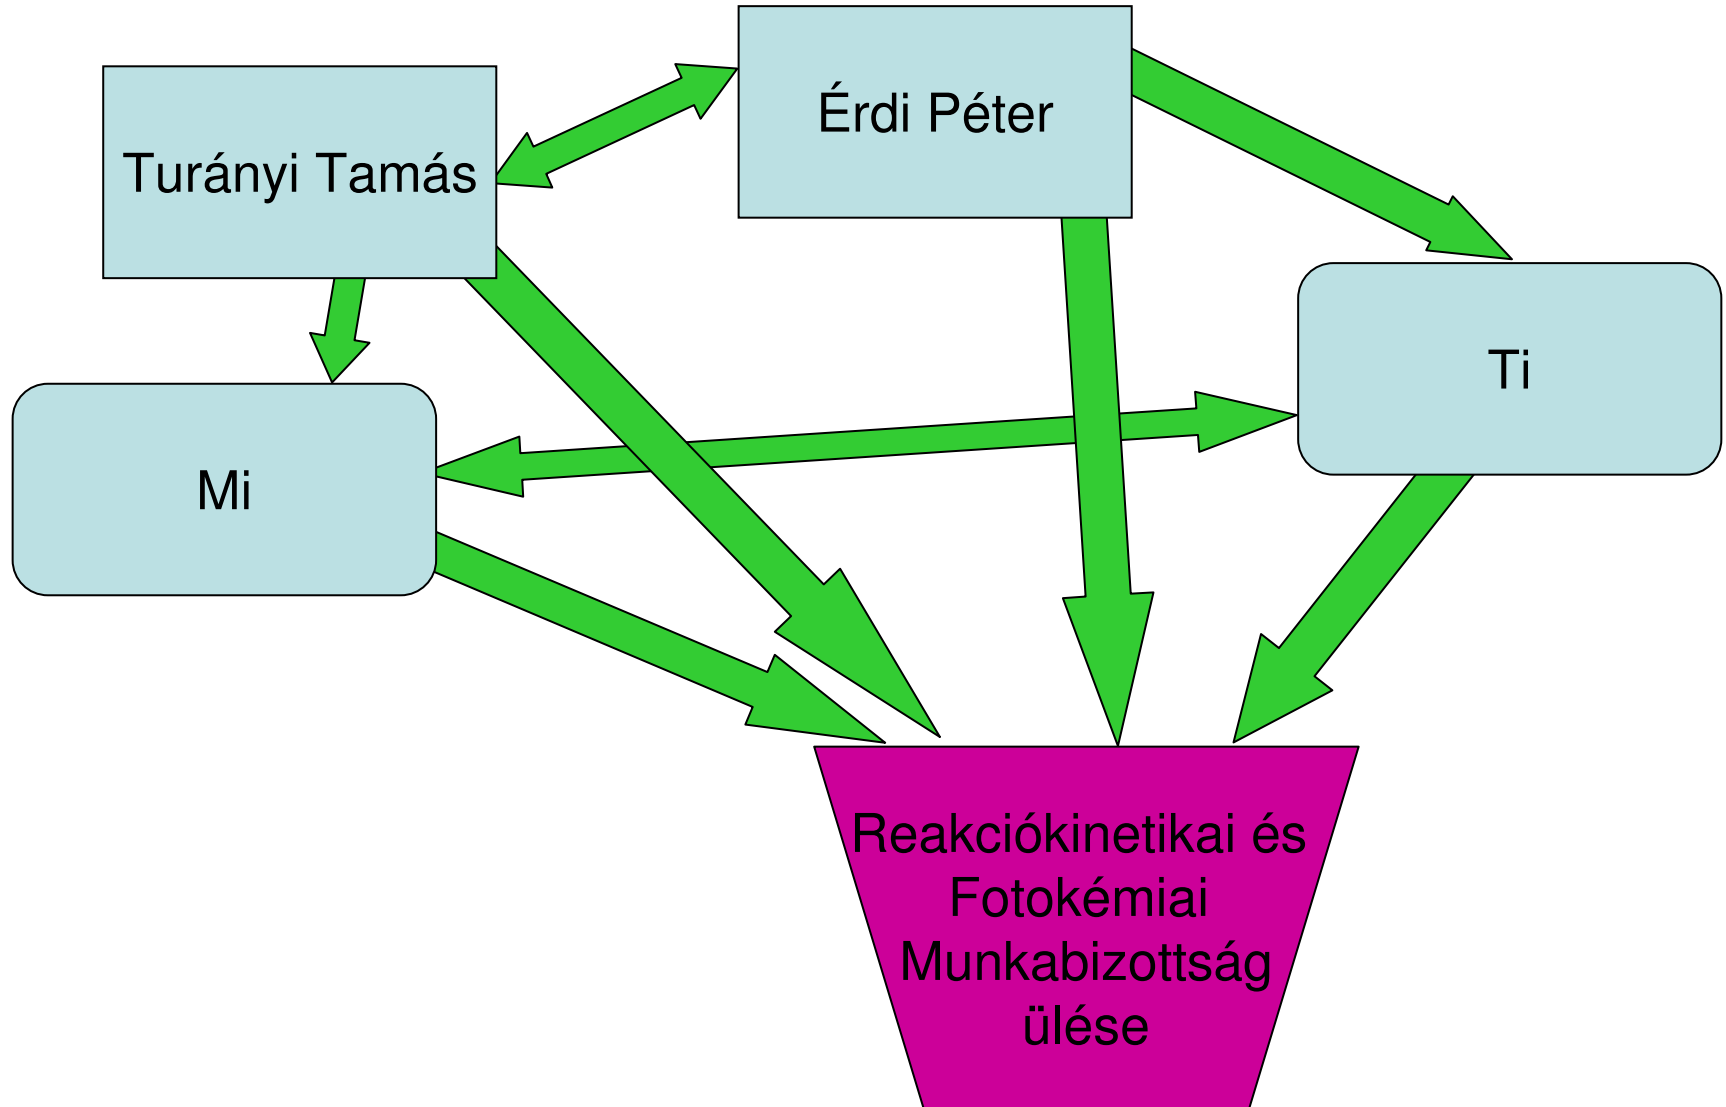 Érdi Péter
Turányi Tamás
Ti
Mi
Reakciókinetikai és
Fotokémiai
Munkabizottság
ülése